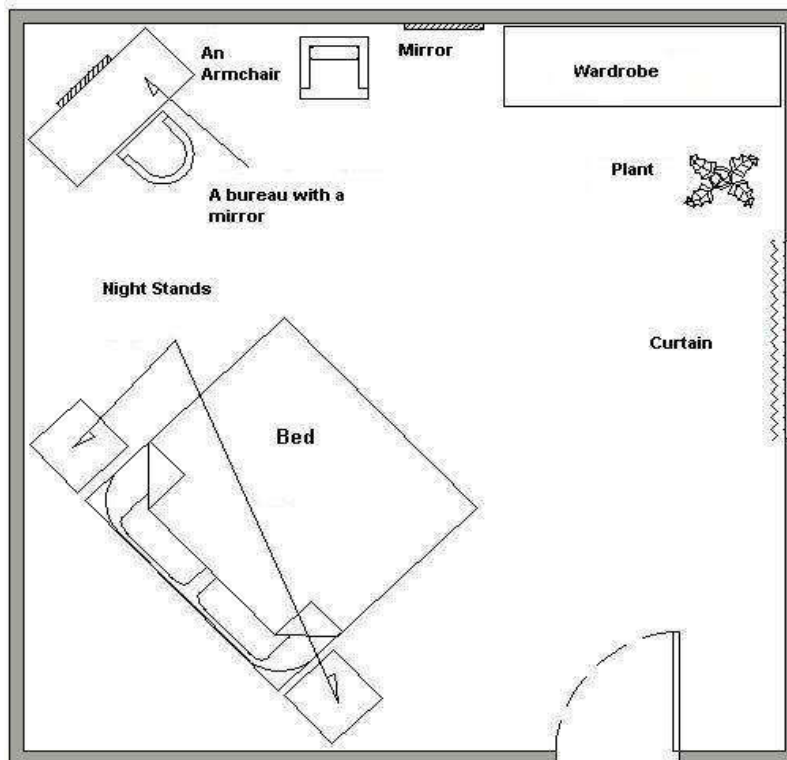 An
Armchair
Mirror
Wardrobe
Plant
A bureau with a
mirror
Night Stands
Curtain
Bed